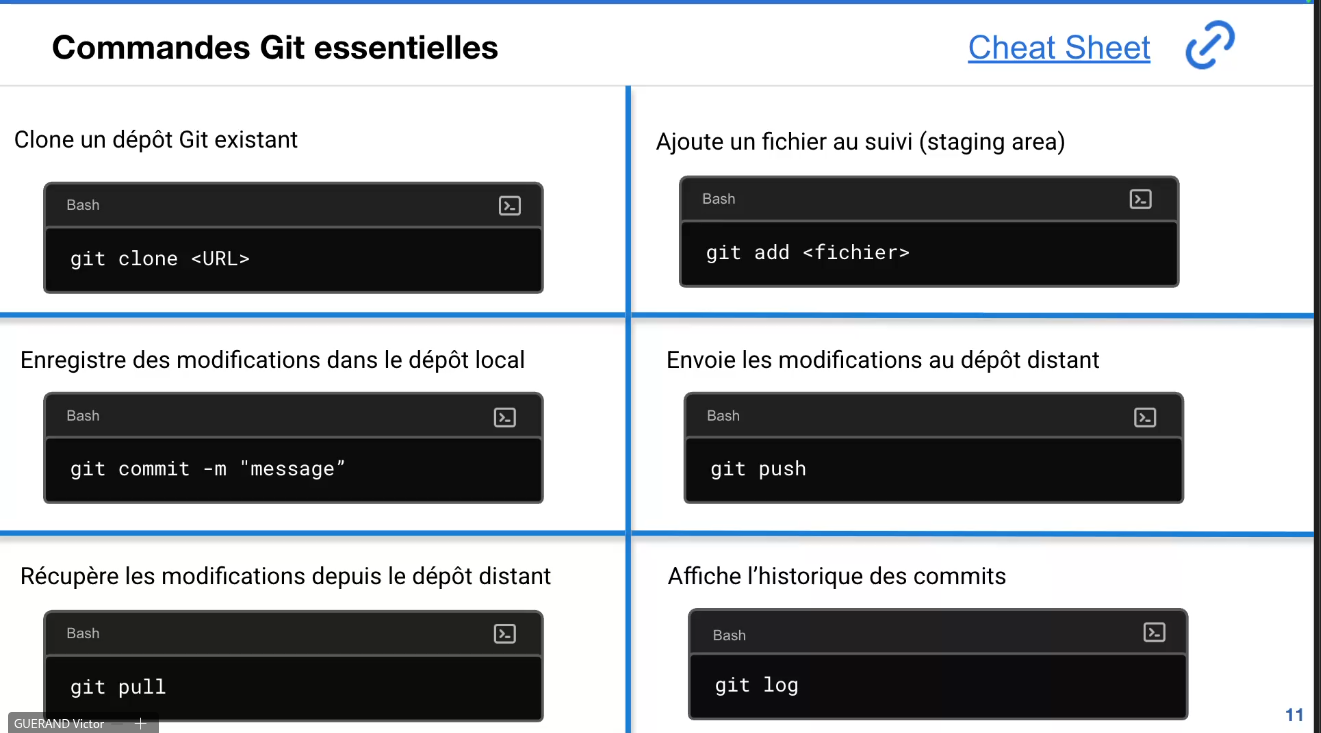 Commandes Git essentielles
Cheat Sheet
Clone un dépôt Git existant
Bash
git clone <URL>
Ajoute un fichier au suivi (staging area)
Bash
git add <fichier>
Enregistre des modifications dans le dépôt local
Bash
git commit -m "message”
Envoie les modifications au dépôt distant
Bash
git push
Récupère les modifications depuis le dépôt distant
Bash
git pull
Affiche l’historique des commits
Bash
git log
GUERAND Victor
11